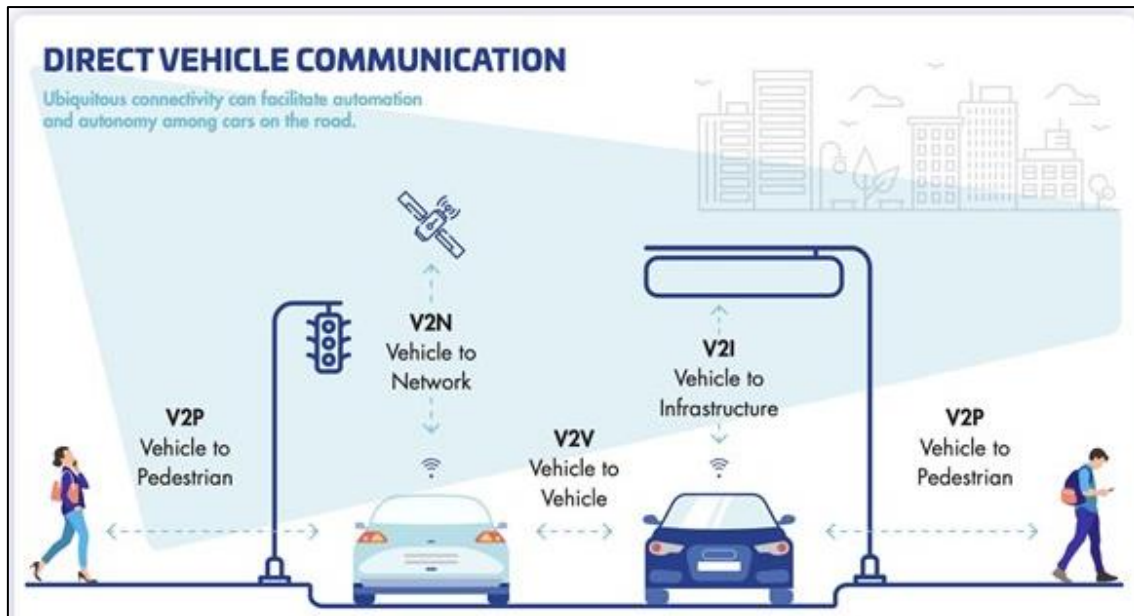 DIRECT VEHICLE COMMUNICATION
Ubiquitous connectivity can facilitate automation
and autonomy among cars on the road.
V2N
Vehicle to
Network
V2I
Vehicle to
Infrastructure
V2P
Vehicle to
Pedestrian
V2V
Vehicle to
Vehicle
V2P
Vehicle to
Pedestrian